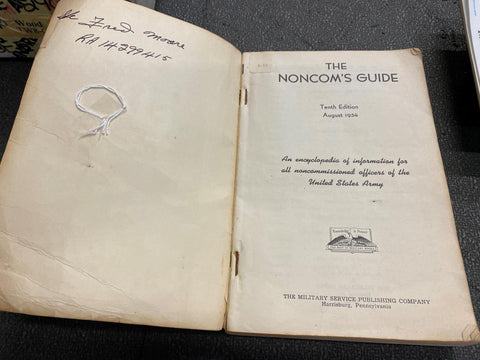 Fred Moore
RA 14299415
THE
NONCOM'S GUIDE
Tenth Edition
August 1954
An encyclopedia of information for
all noncommissioned officers of the
United States Army
THE MILITARY SERVICE PUBLISHING COMPANY
Harrisburg, Pennsylvania